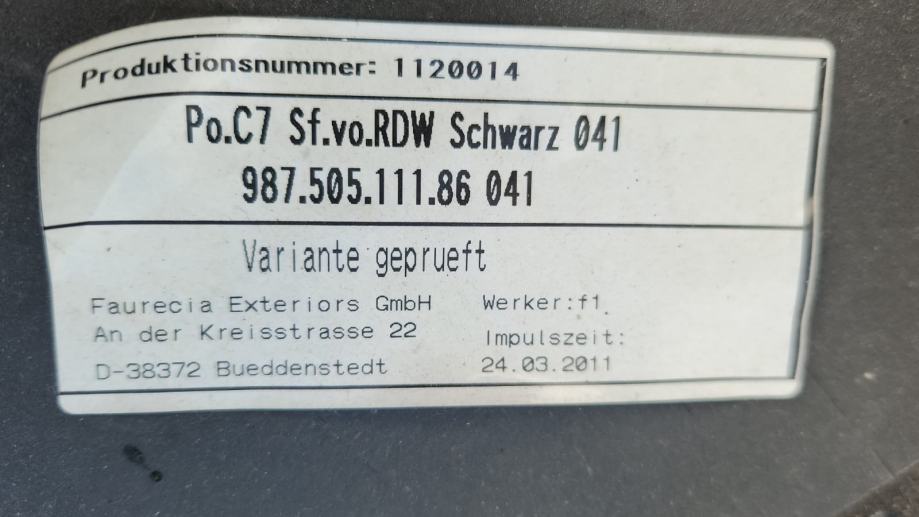 Produktionsnummer: 1120014
Po.C7 Sf.vo.RDW Schwarz 041
987.505.111.86 041
Variante geprueft
Faurecia Exteriors GmbH Werker:f1
An der Kreisstrasse 22 Impulszeit:
D-38372 Bueddenstedt 24.03.2011